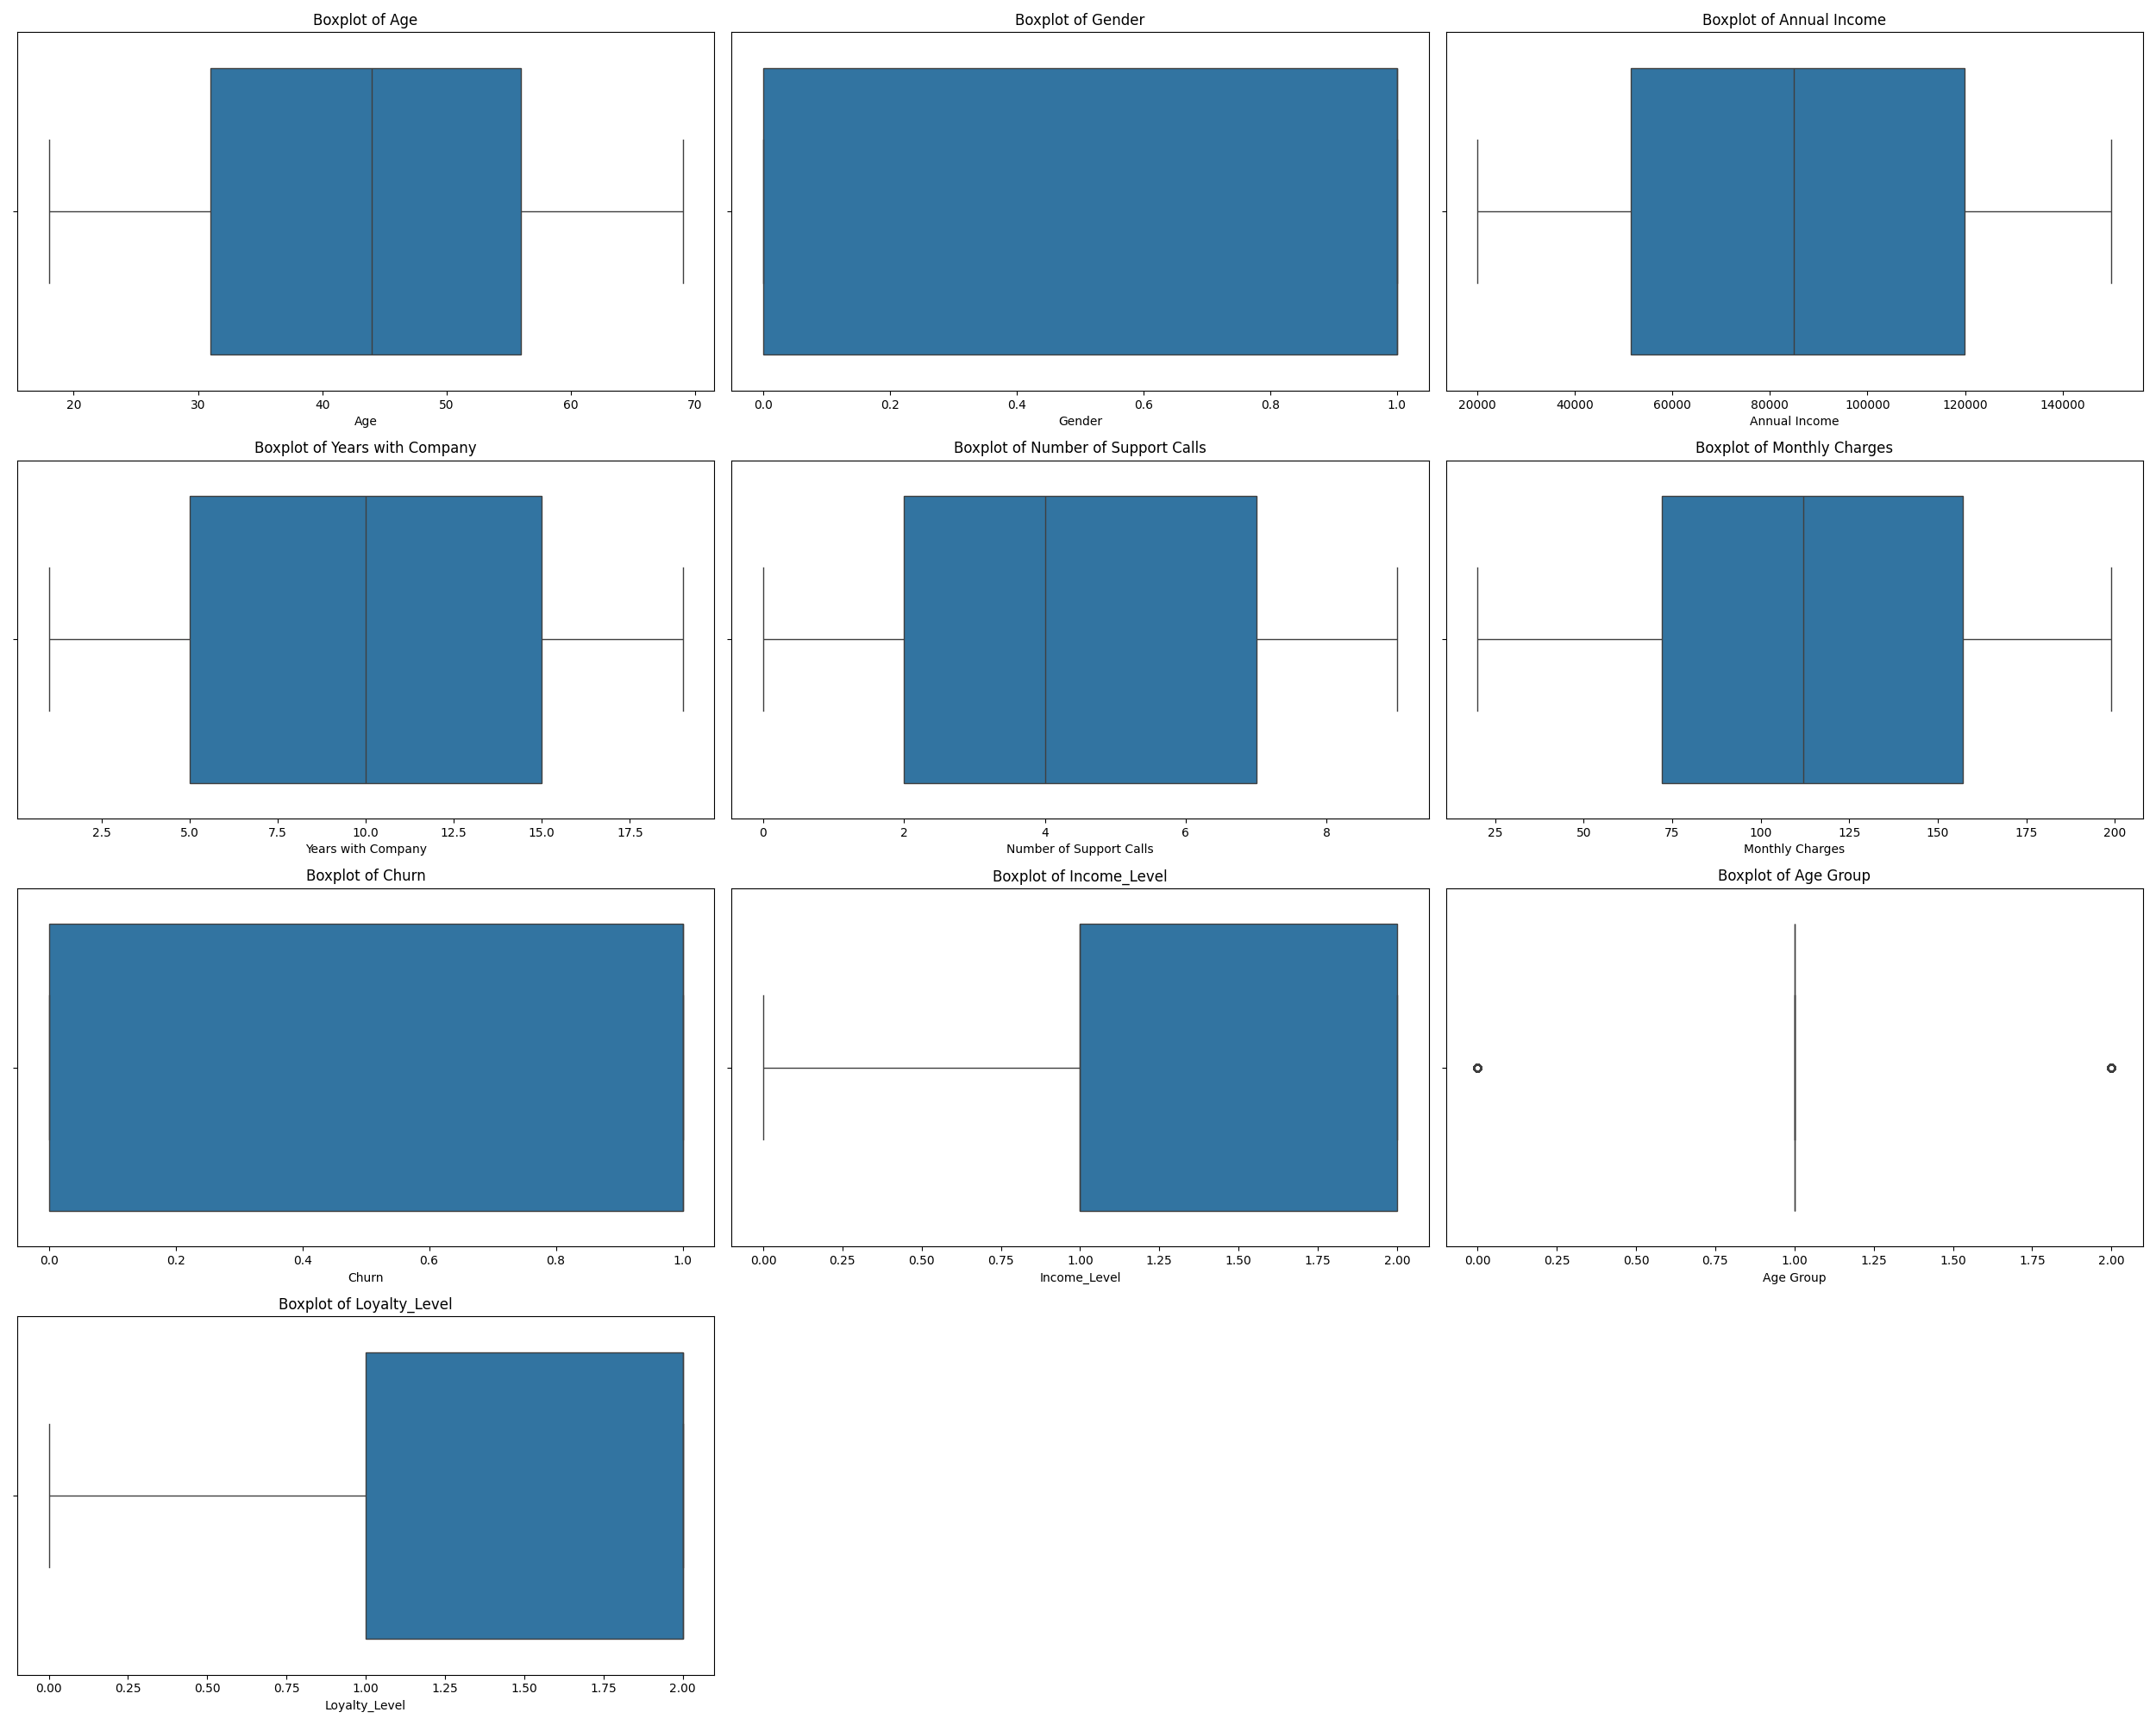 Boxplot of Age
20 30 40 50 60 70
Age
Boxplot of Gender
0.0 0.2 0.4 0.6 0.8 1.0
Gender
Boxplot of Annual Income
20000 40000 60000 80000 100000 120000 140000
Annual Income
Boxplot of Years with Company
2.5 5.0 7.5 10.0 12.5 15.0 17.5
Years with Company
Boxplot of Number of Support Calls
0 2 4 6 8
Number of Support Calls
Boxplot of Monthly Charges
25 50 75 100 125 150 175 200
Monthly Charges
Boxplot of Churn
0.0 0.2 0.4 0.6 0.8 1.0
Churn
Boxplot of Income_Level
0.00 0.25 0.50 0.75 1.00 1.25 1.50 1.75 2.00
Income_Level
Boxplot of Age Group
0.00 0.25 0.50 0.75 1.00 1.25 1.50 1.75 2.00
Age Group
Boxplot of Loyalty_Level
0.00 0.25 0.50 0.75 1.00 1.25 1.50 1.75 2.00
Loyalty_Level